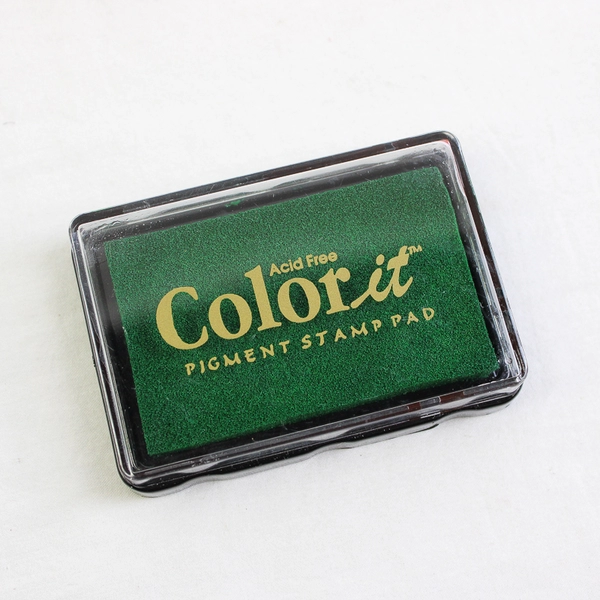 Acid Free
Color it™
PIGMENT STAMP PAD